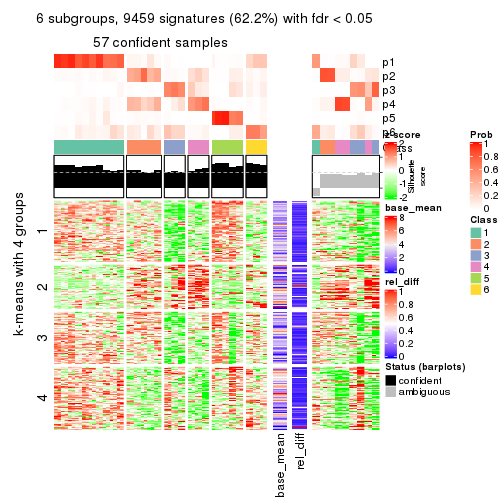 6 subgroups, 9459 signatures (62.2%) with fdr < 0.05
57 confident samples
p1
p2
p3
p4
p5
p6
Class
Silhouette
score
k-means with 4 groups
1
2
3
4
base_mean
rel_diff
z-score
2
1
0
-1
-2
base_mean
8
6
4
2
0
rel_diff
1
0.8
0.6
0.4
0.2
0
Status (barplots)
confident
ambiguous
Prob
1
0.8
0.6
0.4
0.2
0
Class
1
2
3
4
5
6